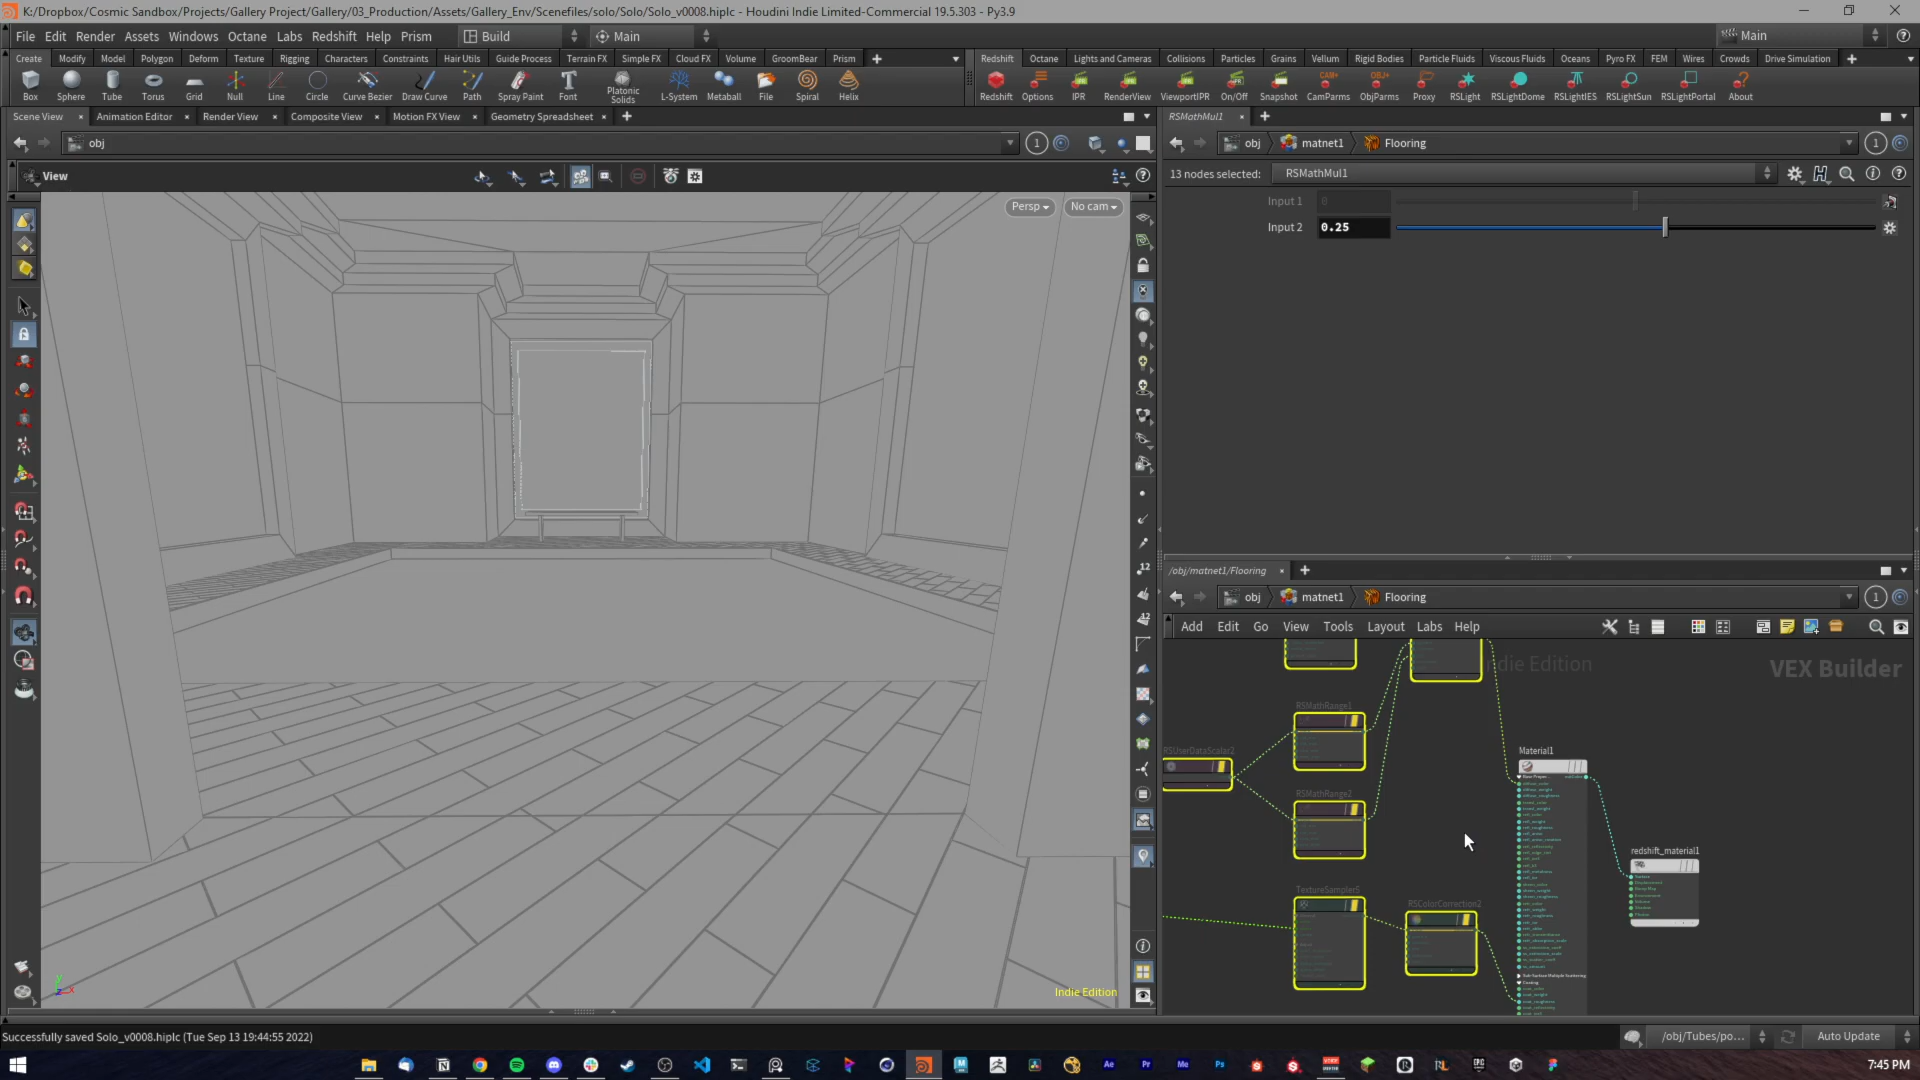 K:/Dropbox/Cosmic Sandbox/Projects/Gallery Project/Gallery/03_Production/Assets/Gallery_Env/Scenefiles/solo/Solo/Solo_v0008.hiplc - Houdini Indie Limited-Commercial 19.5.303 - Py3.9
File Edit Render Assets Windows Octane Labs Redshift Help Prism Build Main Main
Create Modify Model Polygon Deform Texture Rigging Characters Constraints Hair Utils Guide Process Terrain FX Simple FX Cloud FX Volume GroomBear Prism
Redshift Octane Lights and Cameras Collisions Particles Grains Vellum Rigid Bodies Particle Fluids Viscous Fluids Oceans Pyro FX FEM Wires Crowds Drive Simulation
Box Sphere Tube Torus Grid Null Line Circle Curve Bezier Draw Curve Path Spray Paint Font Platonic Solids L-System Metaball File Spiral Helix
Redshift Options IPR RenderView ViewportIPR On/Off Snapshot CamParms ObjParms Proxy RSLight RSLightDome RSLightIES RSLightSun RSLightPortal About
Scene View Animation Editor Render View Composite View Motion FX View Geometry Spreadsheet
obj 1
View
Persp No cam
Indie Edition
RSMathMul1
obj matnet1 Flooring 1
13 nodes selected: RSMathMul1
Input 1 0
Input 2 0.25
/obj/matnet1/Flooring
obj matnet1 Flooring 1
Add Edit Go View Tools Layout Labs Help
ndie Edition
VEX Builder
RSMathRange1
RSUserDataScalar2
Material1
RSMathRange2
redshift_material1
TextureSampler5
RSColorCorrection2
Successfully saved Solo_v0008.hiplc (Tue Sep 13 19:44:55 2022)
/obj/Tubes/po... Auto Update
7:45 PM